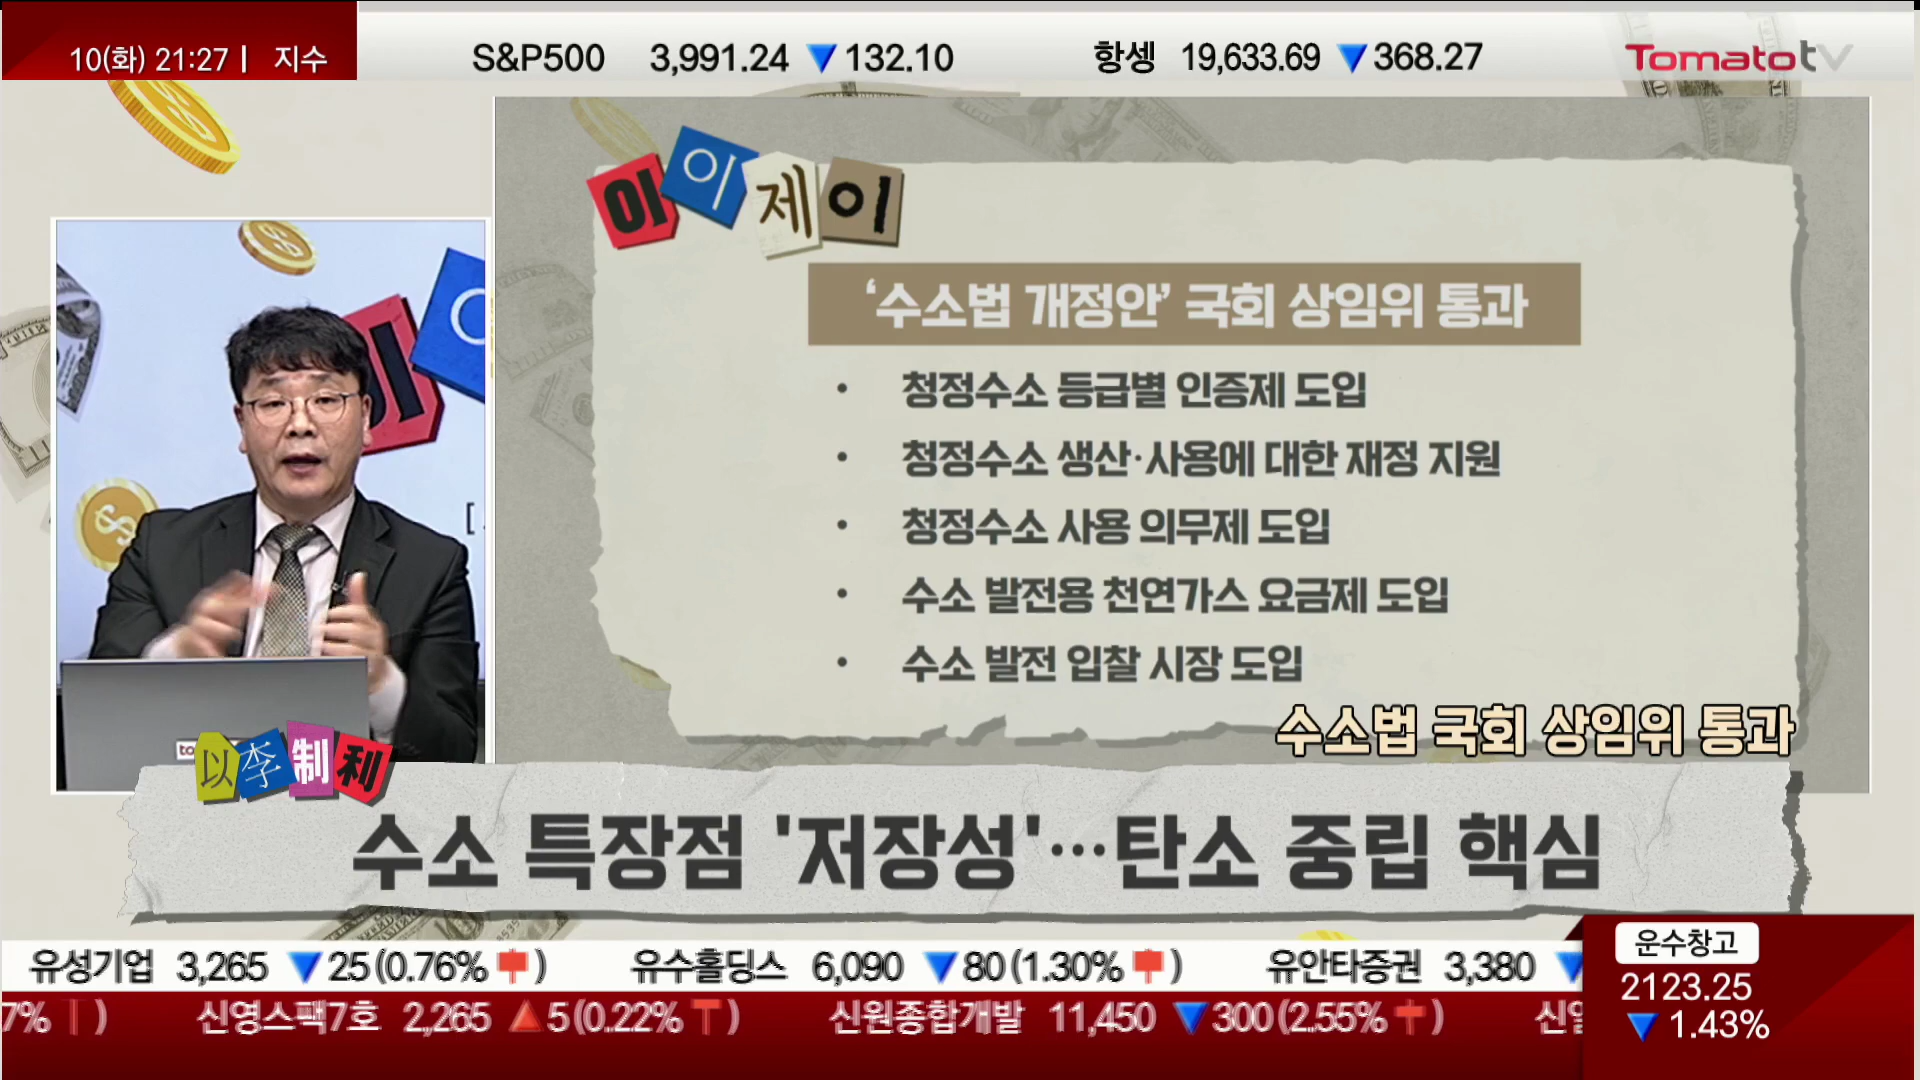 10(화) 21:27 | 지수
S&P500 3,991.24 ▼132.10 항셍 19,633.69 ▼368.27
Tomatotv
이이제이
'수소법 개정안' 국회 상임위 통과
• 청정수소 등급별 인증제 도입
• 청정수소 생산·사용에 대한 재정 지원
• 청정수소 사용 의무제 도입
• 수소 발전용 천연가스 요금제 도입
• 수소 발전 입찰 시장 도입
수소법 국회 상임위 통과
以李制利
수소 특장점 '저장성'…탄소 중립 핵심
유성기업 3,265 ▼25(0.76% ) 유수홀딩스 6,090 ▼80(1.30% ) 유안타증권 3,380 ▼
7% ) 신영스팩7호 2,265 ▲5(0.22% ) 신원종합개발 11,450 ▼300(2.55% )
운수창고
2123.25
▼ 1.43%